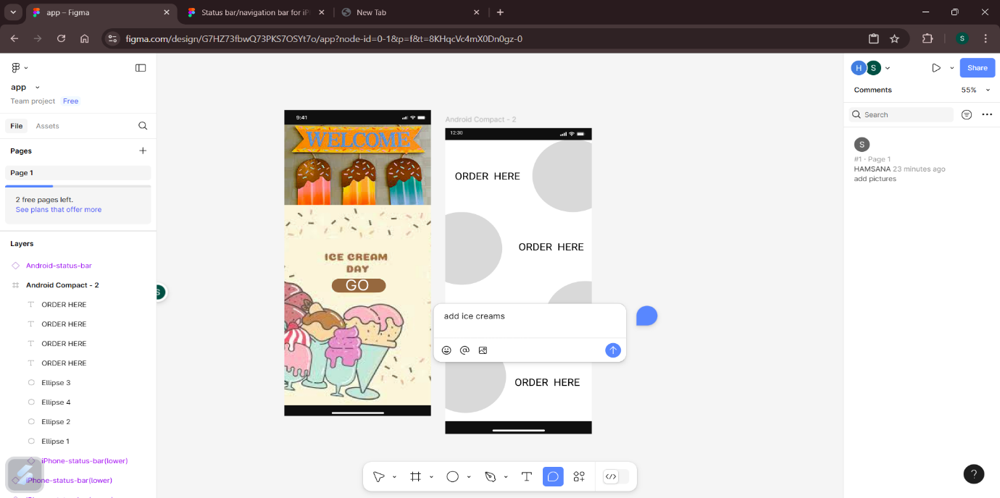 app – Figma
Status bar/navigation bar for iP
New Tab
figma.com/design/G7HZ73fbwQ73PKS7OSYt7o/app?node-id=0-1&p=f&t=8KHqcVc4mX0Dn0gz-0
S
app
Team project Free
File Assets
Pages
Page 1
2 free pages left.
See plans that offer more
Layers
Android-status-bar
Android Compact - 2
ORDER HERE
ORDER HERE
ORDER HERE
ORDER HERE
Ellipse 3
Ellipse 4
Ellipse 2
Ellipse 1
iPhone-status-bar(lower)
iPhone-status-bar(lower)
S
9:41
WELCOME
ICE CREAM
DAY
GO
Android Compact - 2
12:30
ORDER HERE
ORDER HERE
add ice creams
ORDER HERE
H S
Share
Comments 55%
Search
S
#1 · Page 1
HAMSANA 23 minutes ago
add pictures
?